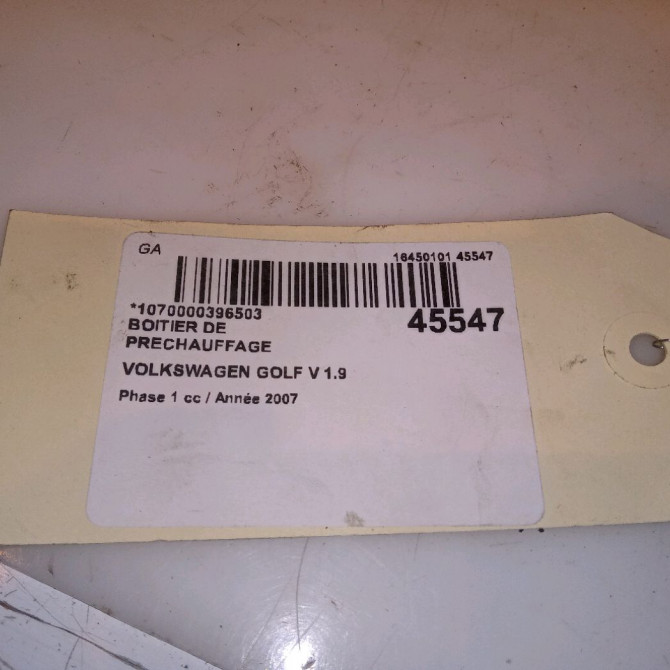 GA
16450101 45547
*1070000396503
45547
BOITIER DE
PRECHAUFFAGE
VOLKSWAGEN GOLF V 1.9
Phase 1 cc / Année 2007